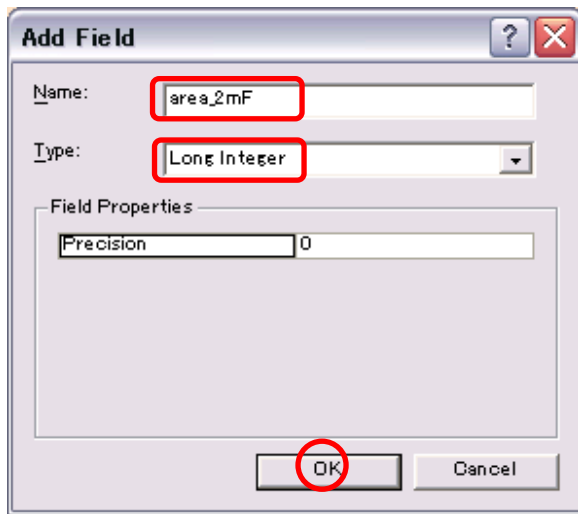 Add Field
?
Name:
area_2mF
Type:
Long Integer
Field Properties
Precision 0
OK Cancel